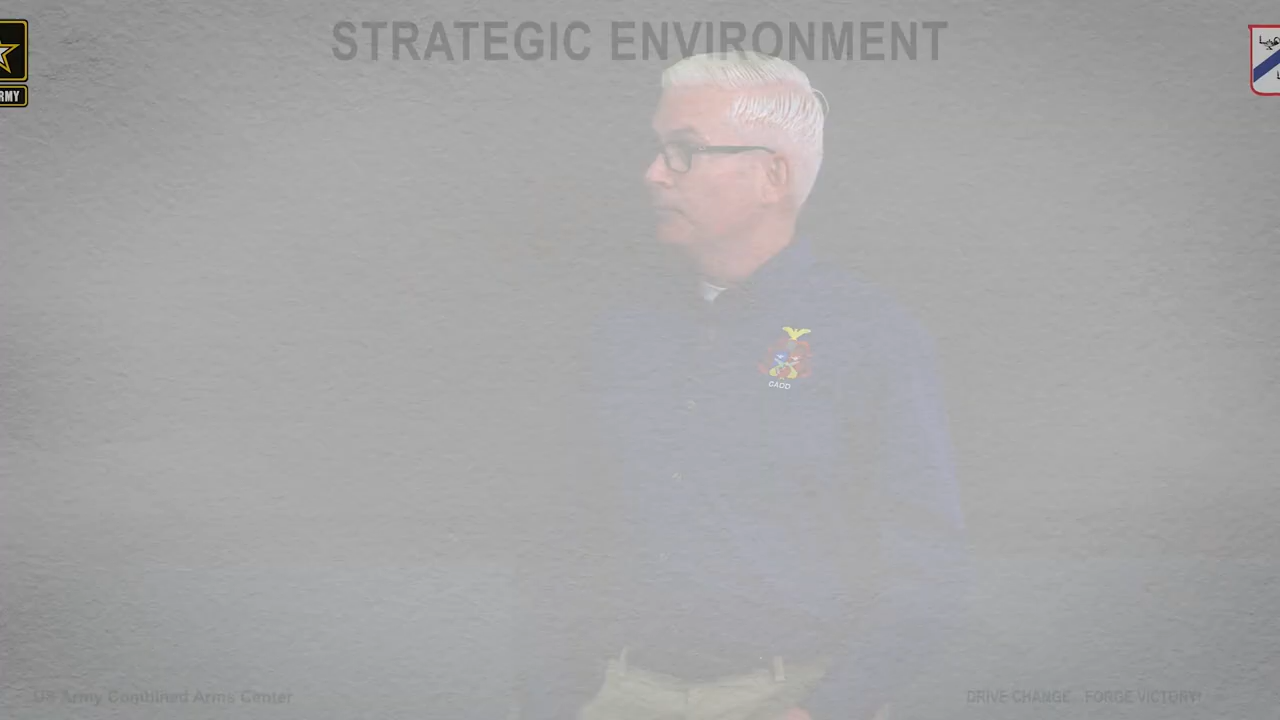 STRATEGIC ENVIRONMENT
RMY
CADD
US Army Combined Arms Center
DRIVE CHANGE FORGE VICTORY!